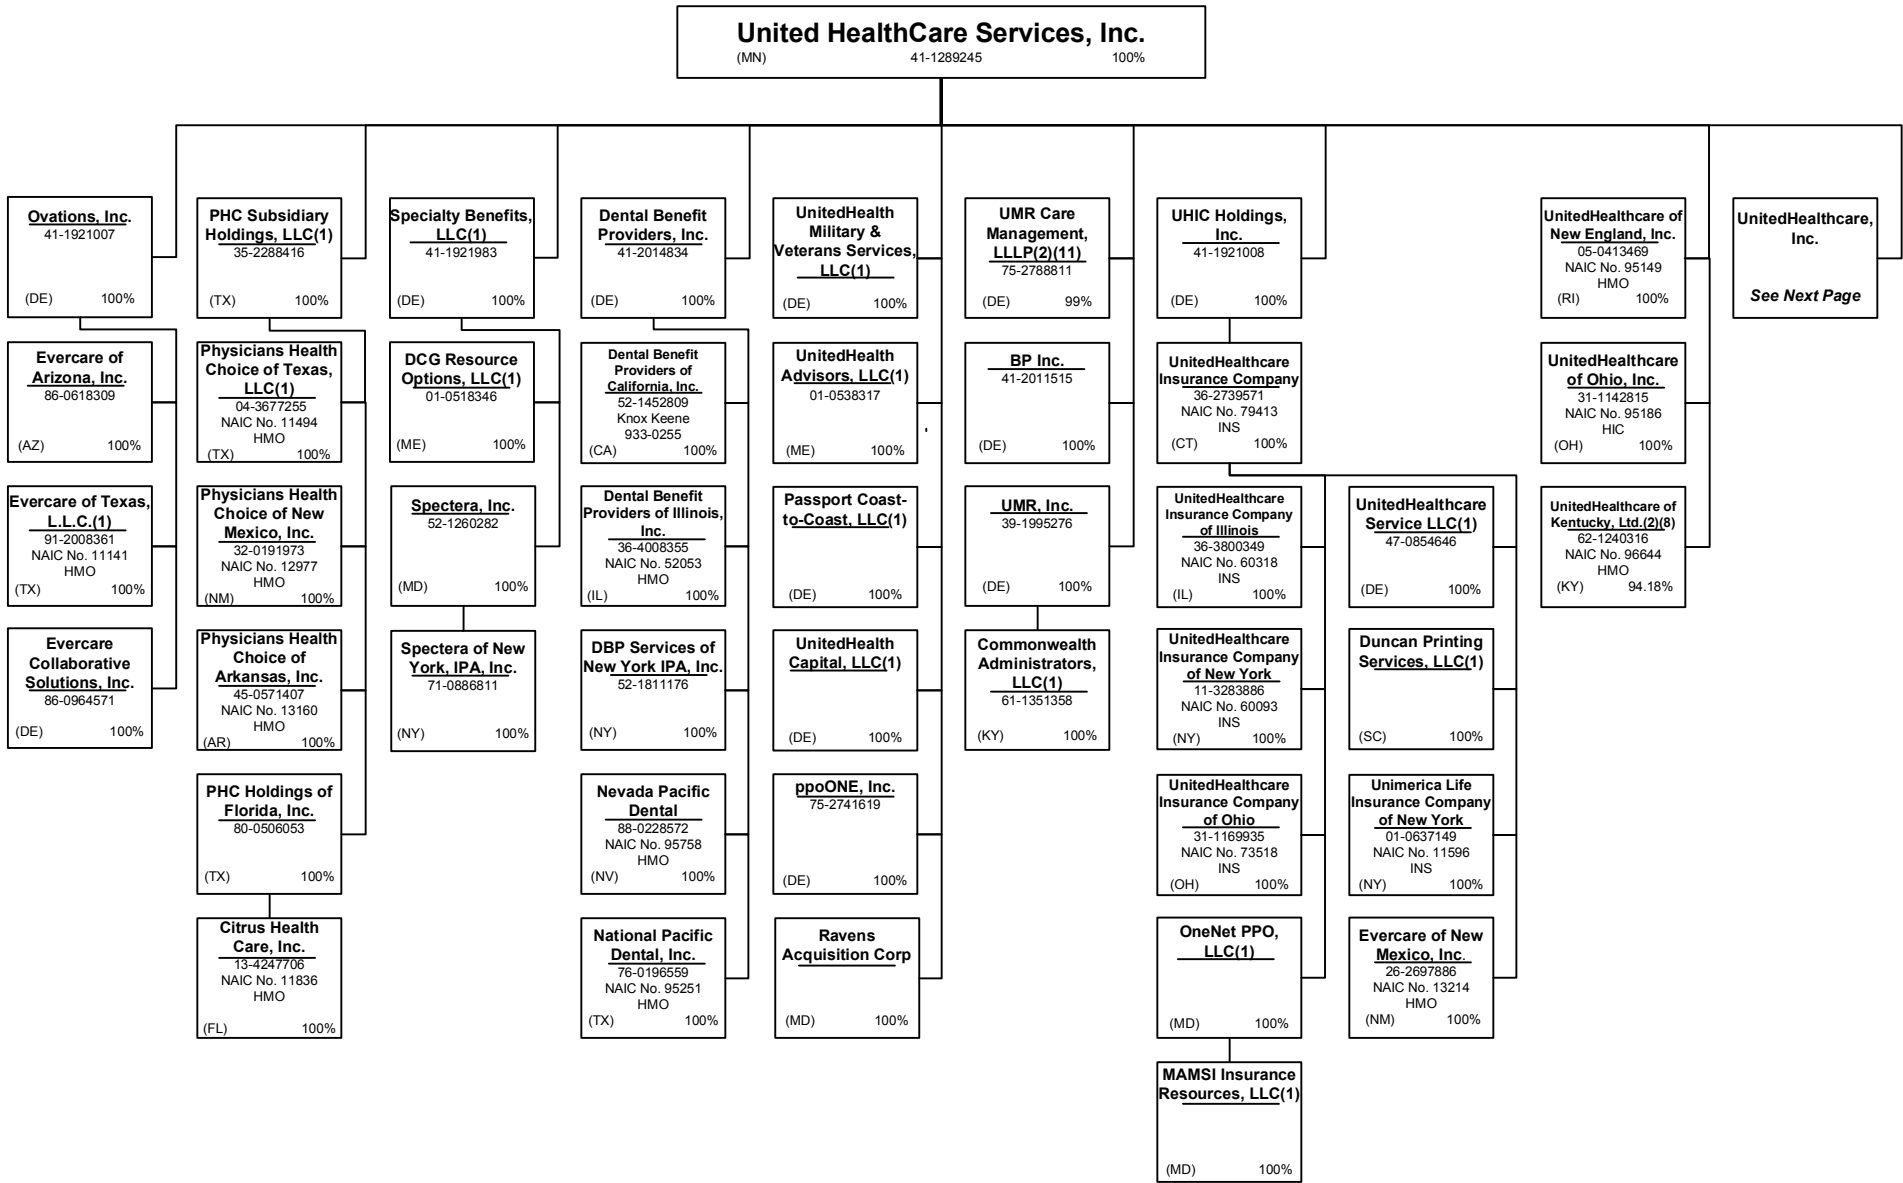 United HealthCare Services, Inc.
(MN) 41-1289245 100%
Ovations, Inc.
41-1921007
(DE) 100%
Evercare of
Arizona, Inc.
86-0618309
(AZ) 100%
Evercare of Texas,
L.L.C.(1)
91-2008361
NAIC No. 11141
HMO
(TX) 100%
Evercare
Collaborative
Solutions, Inc.
86-0964571
(DE) 100%
PHC Subsidiary
Holdings, LLC(1)
35-2288416
(TX) 100%
Physicians Health
Choice of Texas,
LLC(1)
04-3677255
NAIC No. 11494
HMO
(TX) 100%
Physicians Health
Choice of New
Mexico, Inc.
32-0191973
NAIC No. 12977
HMO
(NM) 100%
Physicians Health
Choice of
Arkansas, Inc.
45-0571407
NAIC No. 13160
HMO
(AR) 100%
PHC Holdings of
Florida, Inc.
80-0506053
(TX) 100%
Citrus Health
Care, Inc.
13-4247706
NAIC No. 11836
HMO
(FL) 100%
Specialty Benefits,
LLC(1)
41-1921983
(DE) 100%
DCG Resource
Options, LLC(1)
01-0518346
(ME) 100%
Spectera, Inc.
52-1260282
(MD) 100%
Spectera of New
York, IPA, Inc.
71-0886811
(NY) 100%
Dental Benefit
Providers, Inc.
41-2014834
(DE) 100%
Dental Benefit
Providers of
California, Inc.
52-1452809
Knox Keene
933-0255
(CA) 100%
Dental Benefit
Providers of Illinois,
Inc.
36-4008355
NAIC No. 52053
HMO
(IL) 100%
DBP Services of
New York IPA, Inc.
52-1811176
(NY) 100%
Nevada Pacific
Dental
88-0228572
NAIC No. 95758
HMO
(NV) 100%
National Pacific
Dental, Inc.
76-0196559
NAIC No. 95251
HMO
(TX) 100%
UnitedHealth
Military &
Veterans Services,
LLC(1)
(DE) 100%
UnitedHealth
Advisors, LLC(1)
01-0538317
(ME) 100%
Passport Coast-
to-Coast, LLC(1)
(DE) 100%
UnitedHealth
Capital, LLC(1)
(DE) 100%
ppoONE, Inc.
75-2741619
(DE) 100%
Ravens
Acquisition Corp
(MD) 100%
UMR Care
Management,
LLLP(2)(11)
75-2788811
(DE) 99%
BP Inc.
41-2011515
(DE) 100%
UMR, Inc.
39-1995276
(DE) 100%
Commonwealth
Administrators,
LLC(1)
61-1351358
(KY) 100%
UHIC Holdings,
Inc.
41-1921008
(DE) 100%
UnitedHealthcare
Insurance Company
36-2739571
NAIC No. 79413
INS
(CT) 100%
UnitedHealthcare
Insurance Company
of Illinois
36-3800349
NAIC No. 60318
INS
(IL) 100%
UnitedHealthcare
Insurance Company
of New York
11-3283886
NAIC No. 60093
INS
(NY) 100%
UnitedHealthcare
Insurance Company
of Ohio
31-1169935
NAIC No. 73518
INS
(OH) 100%
OneNet PPO,
LLC(1)
(MD) 100%
MAMSI Insurance
Resources, LLC(1)
(MD) 100%
UnitedHealthcare
Service LLC(1)
47-0854646
(DE) 100%
Duncan Printing
Services, LLC(1)
(SC) 100%
Unimerica Life
Insurance Company
of New York
01-0637149
NAIC No. 11596
INS
(NY) 100%
Evercare of New
Mexico, Inc.
26-2697886
NAIC No. 13214
HMO
(NM) 100%
UnitedHealthcare of
New England, Inc.
05-0413469
NAIC No. 95149
HMO
(RI) 100%
UnitedHealthcare
of Ohio, Inc.
31-1142815
NAIC No. 95186
HIC
(OH) 100%
UnitedHealthcare of
Kentucky, Ltd.(2)(8)
62-1240316
NAIC No. 96644
HMO
(KY) 94.18%
UnitedHealthcare,
Inc.
See Next Page